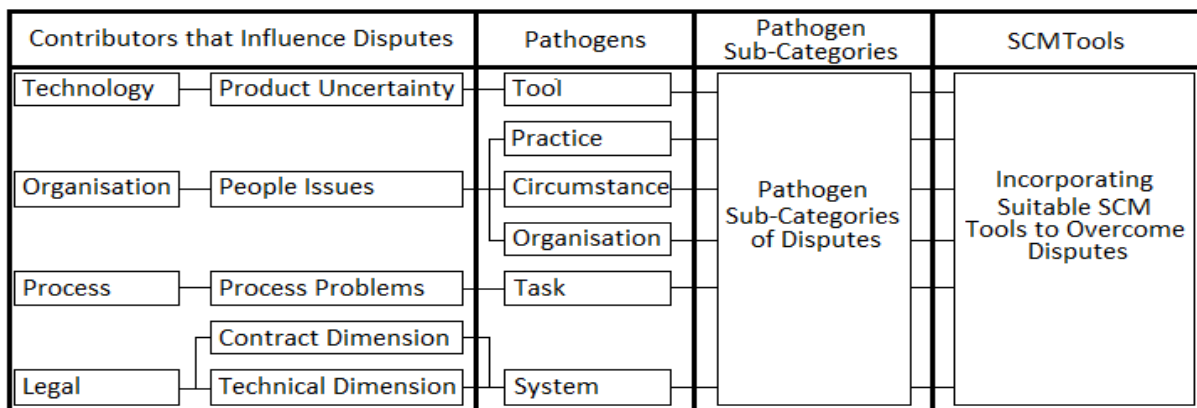 Contributors that Influence Disputes
Pathogens
Pathogen
Sub-Categories
SCMTools
Technology
Product Uncertainty
Tool
Practice
Organisation
People Issues
Circumstance
Organisation
Process
Process Problems
Task
Contract Dimension
Legal
Technical Dimension
System
Pathogen
Sub-Categories
of Disputes
Incorporating
Suitable SCM
Tools to Overcome
Disputes